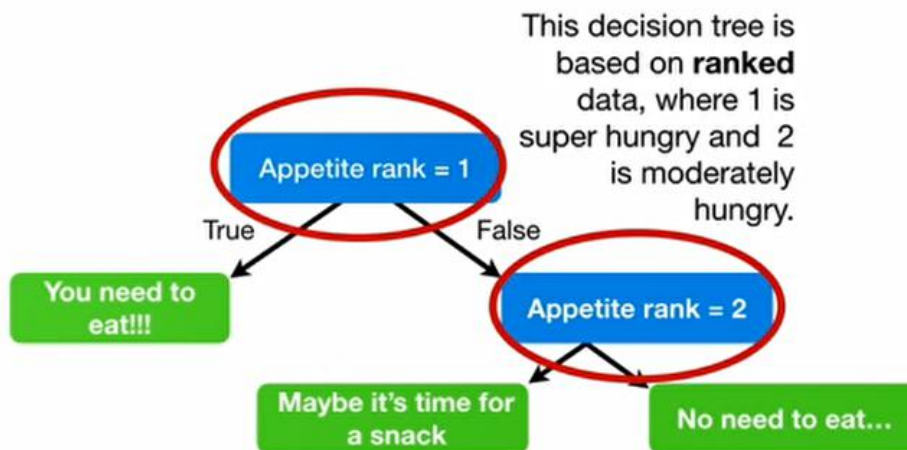 This decision tree is
based on ranked
data, where 1 is
super hungry and 2
is moderately
hungry.
Appetite rank = 1
True
False
You need to
eat!!!
Appetite rank = 2
Maybe it's time for
a snack
No need to eat...